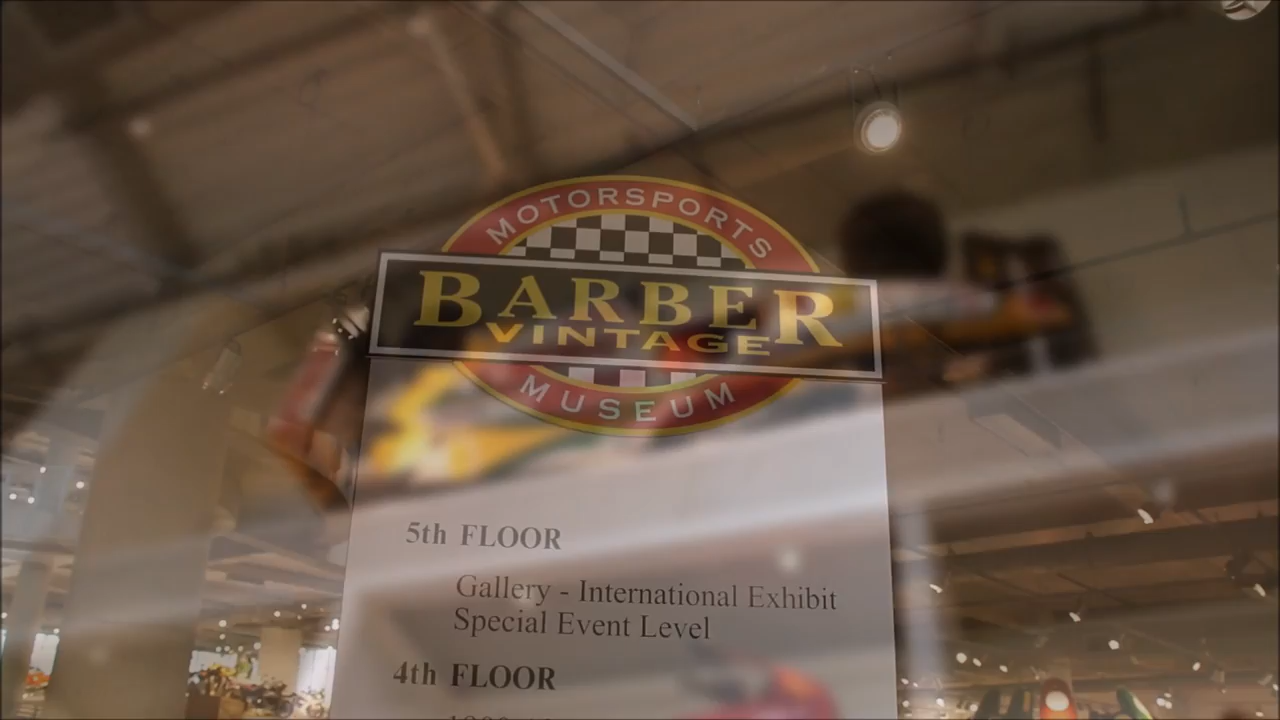 MOTORSPORTS
BARBER
VINTAGE
MUSEUM
5th FLOOR
Gallery - International Exhibit
Special Event Level
4th FLOOR